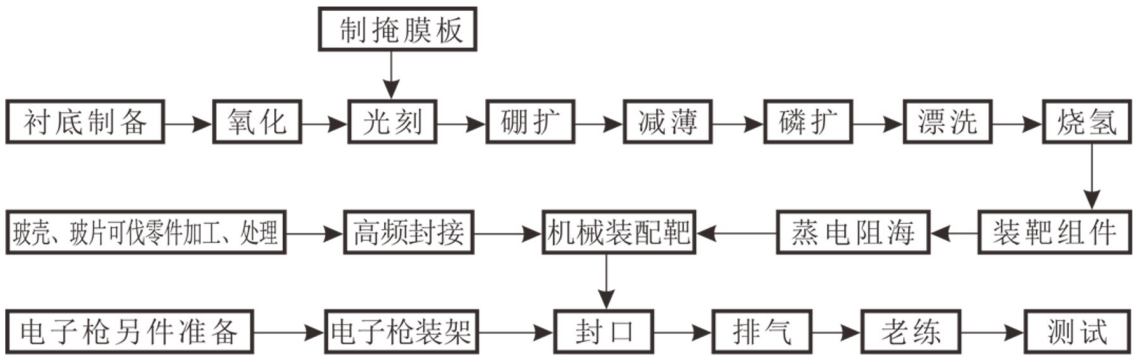 制掩膜板
衬底制备
氧化
光刻
硼扩
减薄
磷扩
漂洗
烧氢
玻壳、玻片可伐零件加工、处理
高频封接
机械装配靶
蒸电阻海
装靶组件
电子枪另件准备
电子枪装架
封口
排气
老练
测试